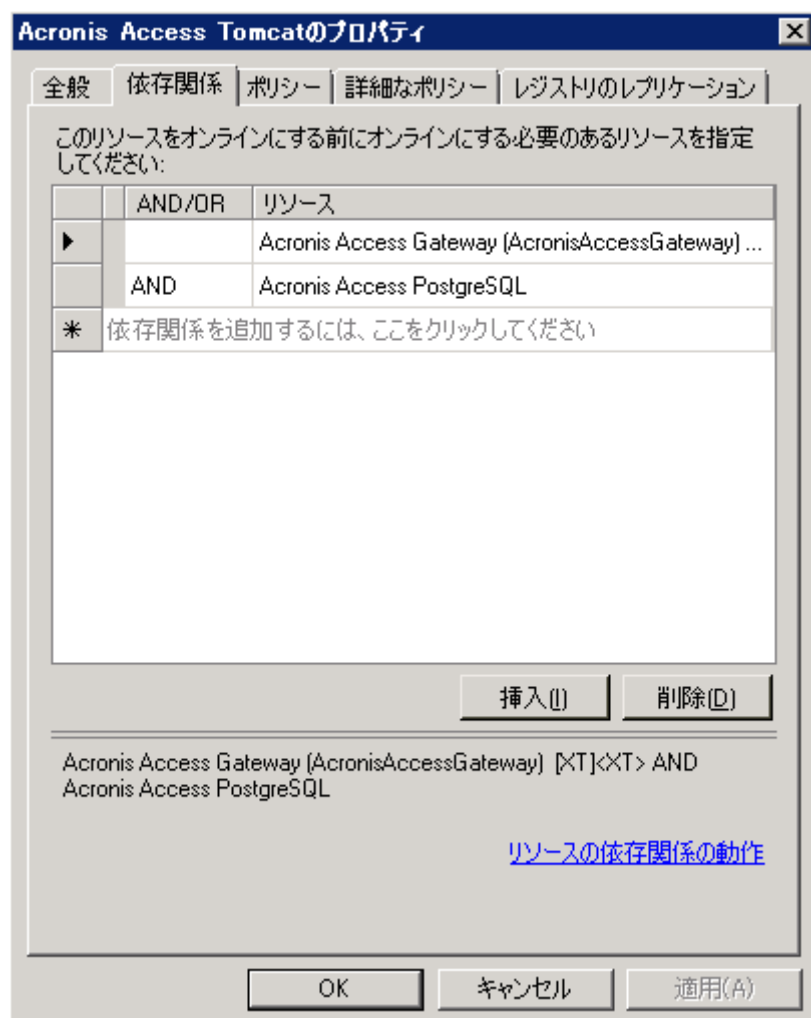 Acronis Access Tomcatのプロパティ
全般 依存関係 ポリシー 詳細なポリシー レジストリのレプリケーション
このリソースをオンラインにする前にオンラインにする必要のあるリソースを指定
してください:
AND/OR リソース
Acronis Access Gateway (AcronisAccessGateway) ...
AND Acronis Access PostgreSQL
依存関係を追加するには、ここをクリックしてください
挿入(I) 削除(D)
Acronis Access Gateway (AcronisAccessGateway) [XT]<XT> AND
Acronis Access PostgreSQL
リソースの依存関係の動作
OK キャンセル 適用(A)